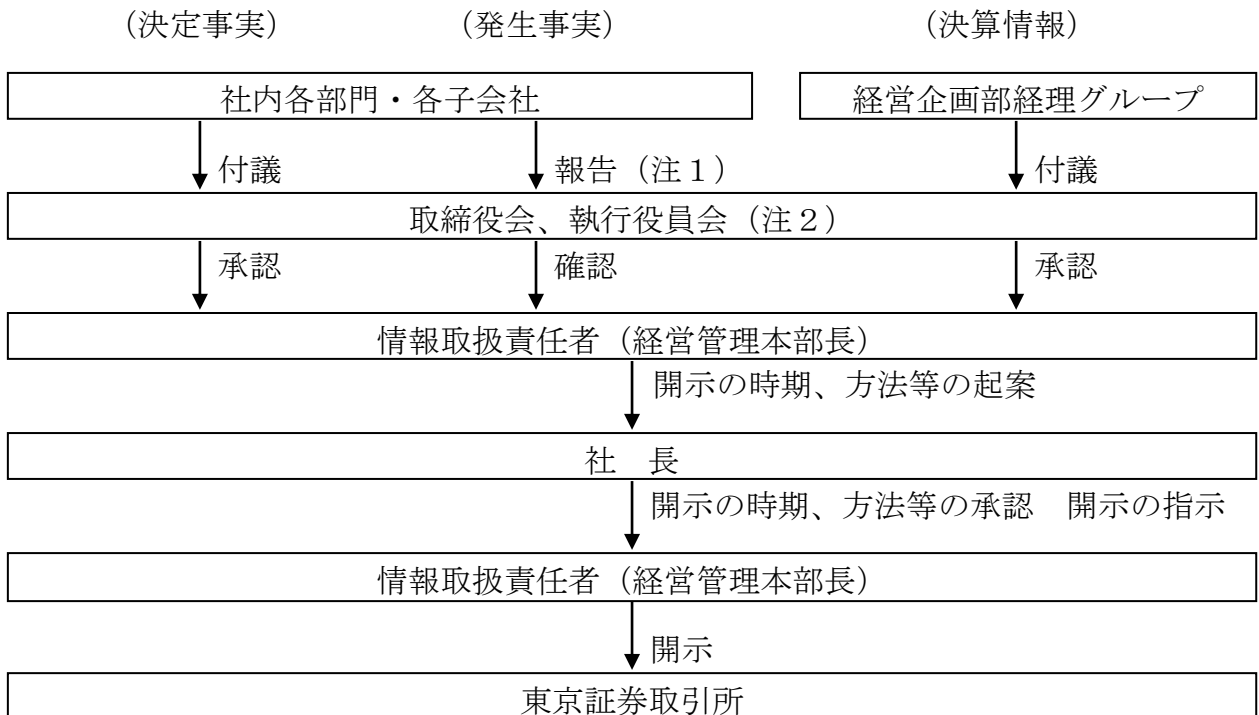 （決定事実） （発生事実） （決算情報）
社内各部門・各子会社 経営企画部経理グループ
付議 報告（注１） 付議
取締役会、執行役員会（注２）
承認 確認 承認
情報取扱責任者（経営管理本部長）
開示の時期、方法等の起案
社　長
開示の時期、方法等の承認　開示の指示
情報取扱責任者（経営管理本部長）
開示
東京証券取引所